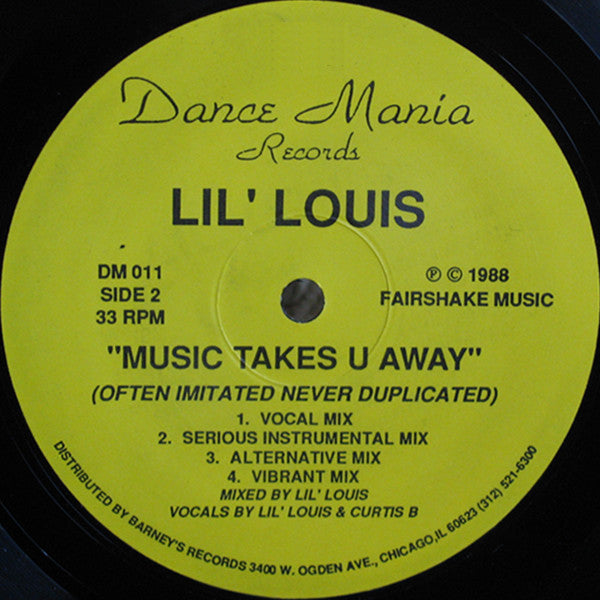 Dance Mania
Records
LIL' LOUIS
DM 011
SIDE 2
33 RPM
Ⓟ © 1988
FAIRSHAKE MUSIC
"MUSIC TAKES U AWAY"
(OFTEN IMITATED NEVER DUPLICATED)
1. VOCAL MIX
2. SERIOUS INSTRUMENTAL MIX
3. ALTERNATIVE MIX
4. VIBRANT MIX
MIXED BY LIL' LOUIS
VOCALS BY LIL' LOUIS & CURTIS B
DISTRIBUTED BY BARNEY'S RECORDS 3400 W. OGDEN AVE., CHICAGO,IL 60623 (312) 521-6300